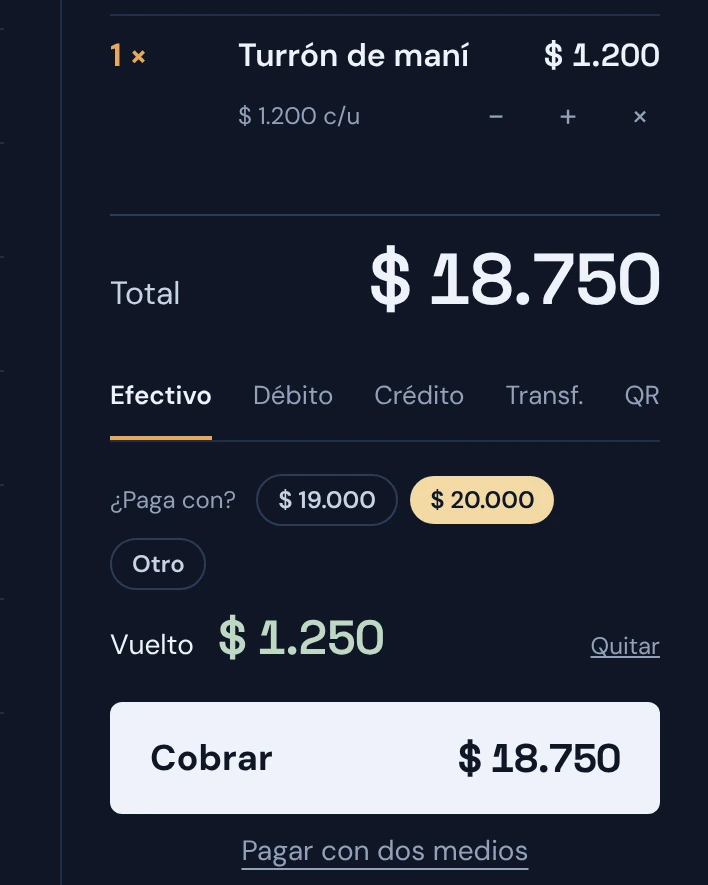 1 × Turrón de maní $ 1.200
$ 1.200 c/u − + ×
Total $ 18.750
Efectivo Débito Crédito Transf. QR
¿Paga con? $ 19.000 $ 20.000
Otro
Vuelto $ 1.250 Quitar
Cobrar $ 18.750
Pagar con dos medios